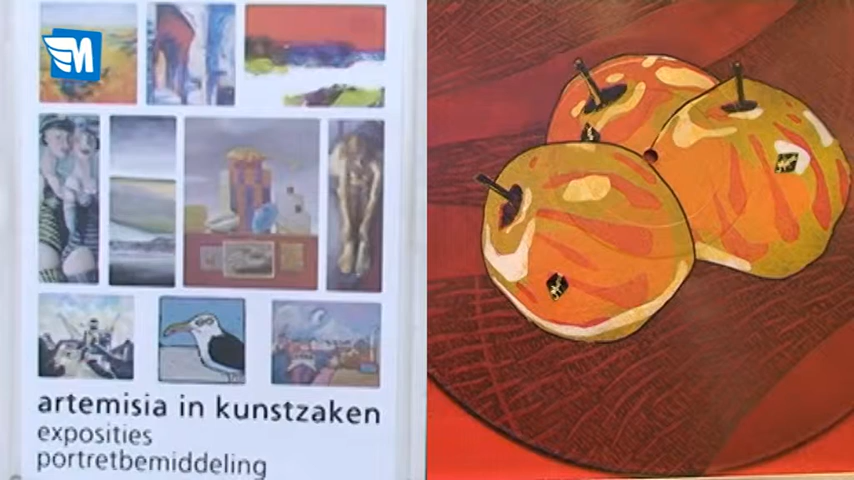 M
artemisia in kunstzaken
exposities
portretbemiddeling